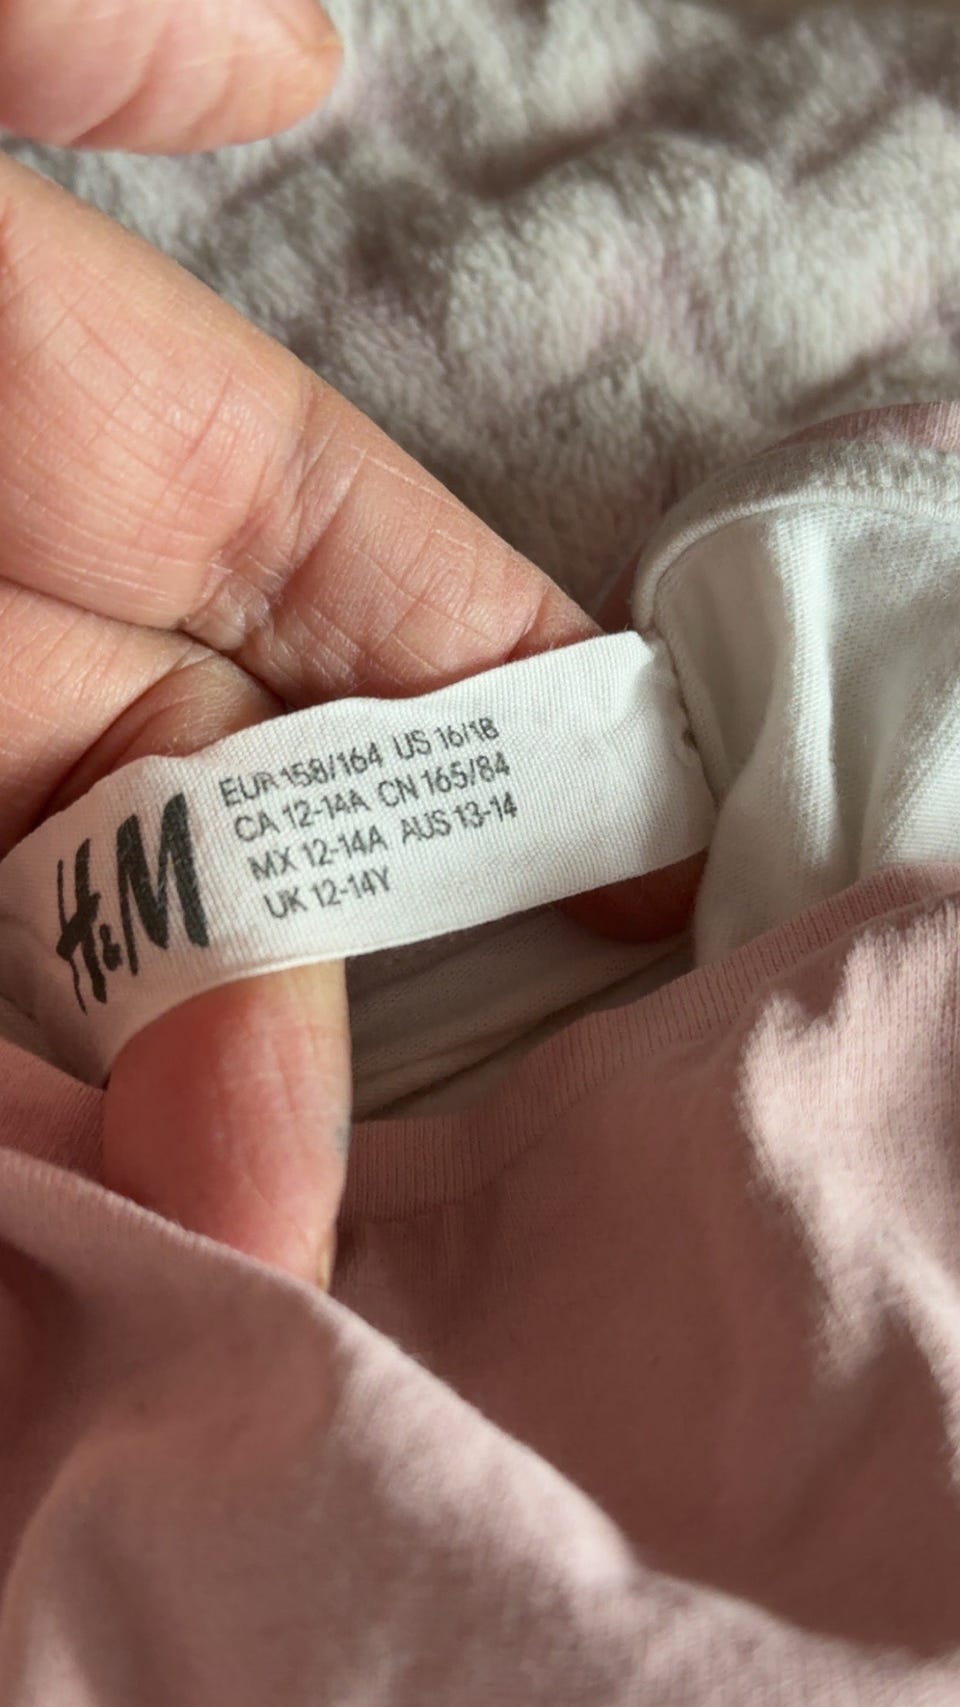 H&M
EUR 158/164 US 16/18
CA 12-14A CN 165/84
MX 12-14A AUS 13-14
UK 12-14Y